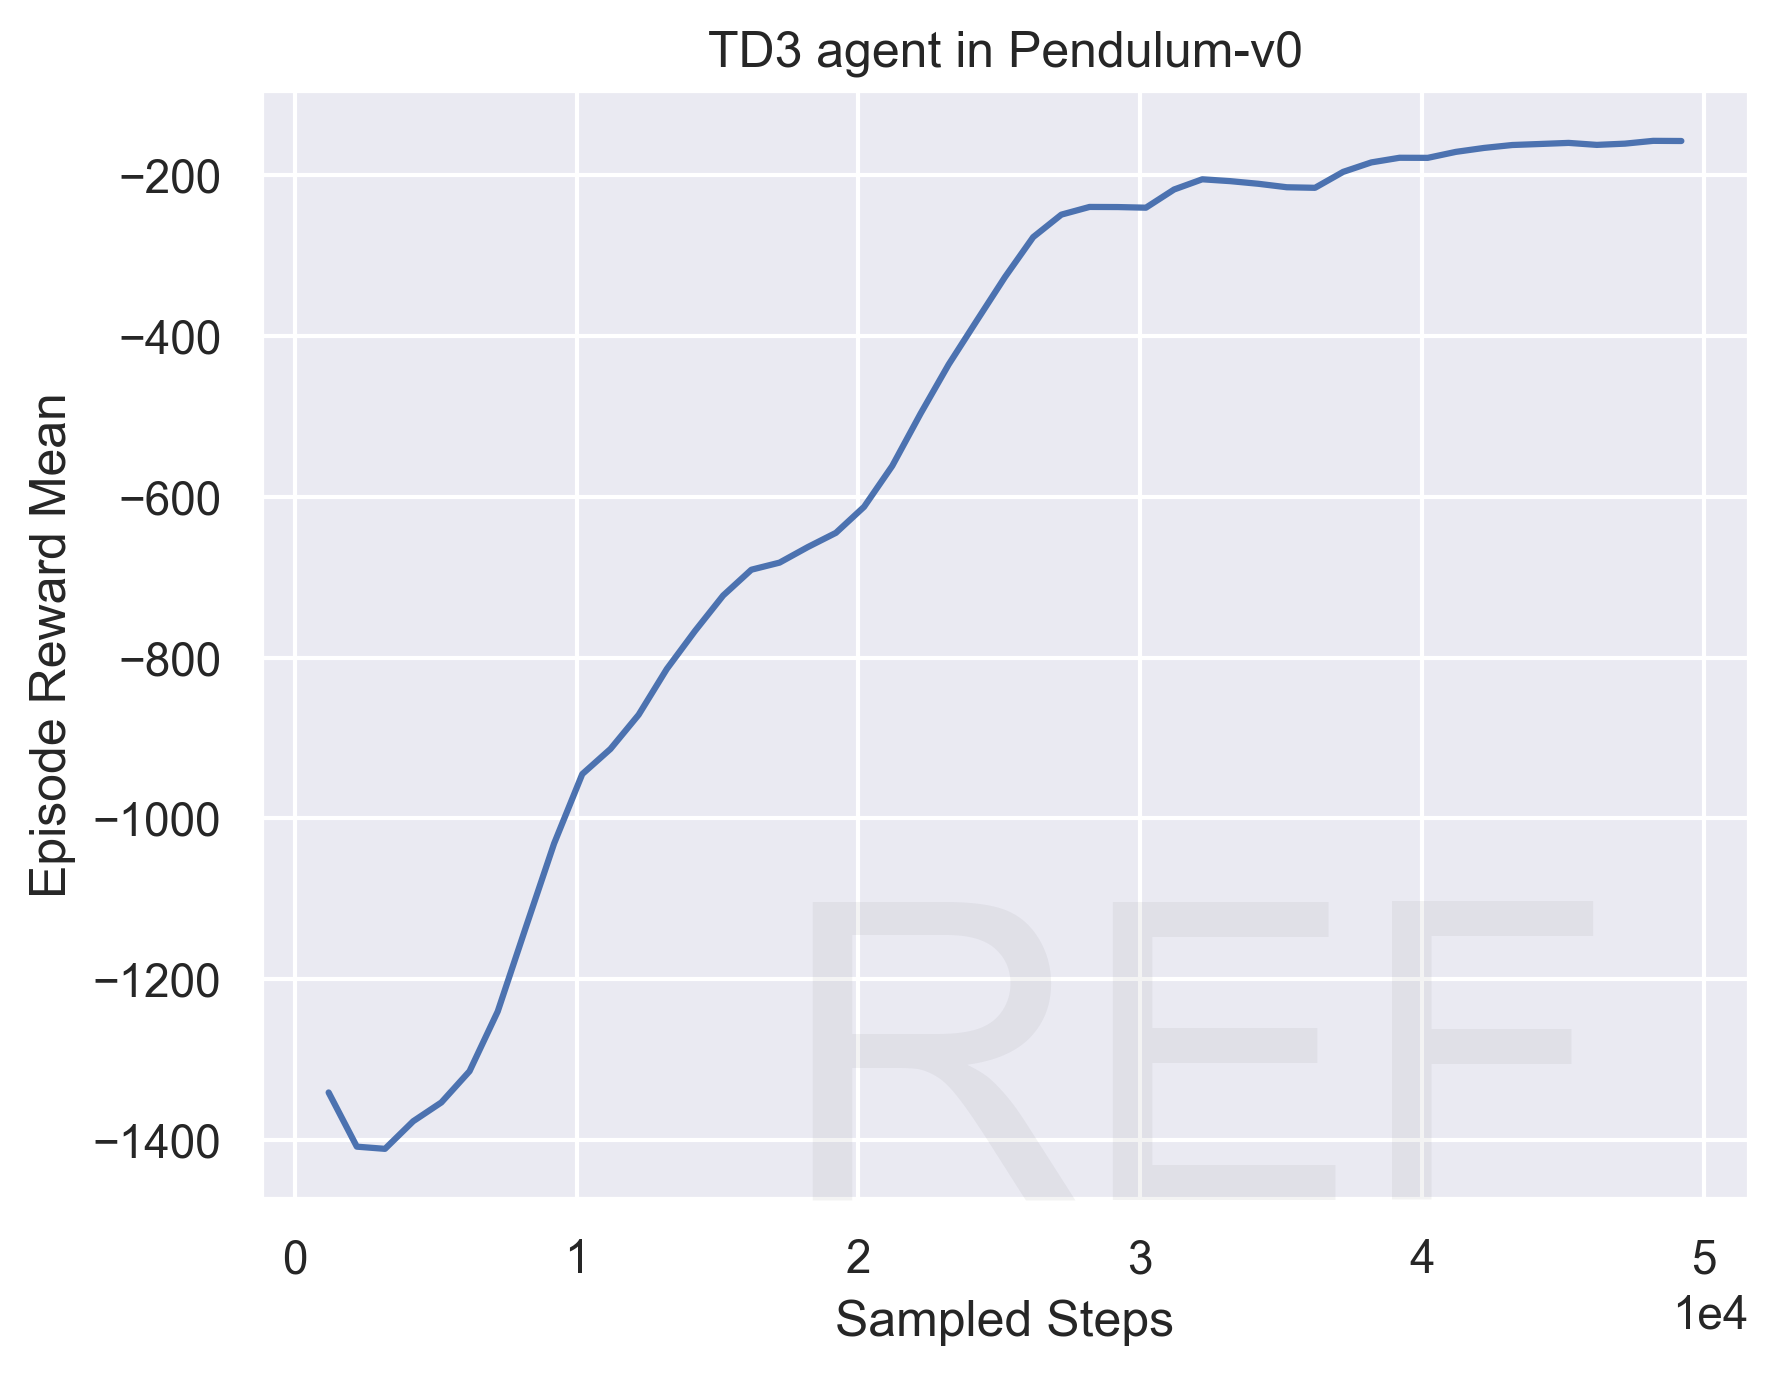 TD3 agent in Pendulum-v0
Episode Reward Mean
−200
−400
−600
−800
−1000
−1200
−1400
REF
0 1 2 3 4 5
1e4
Sampled Steps